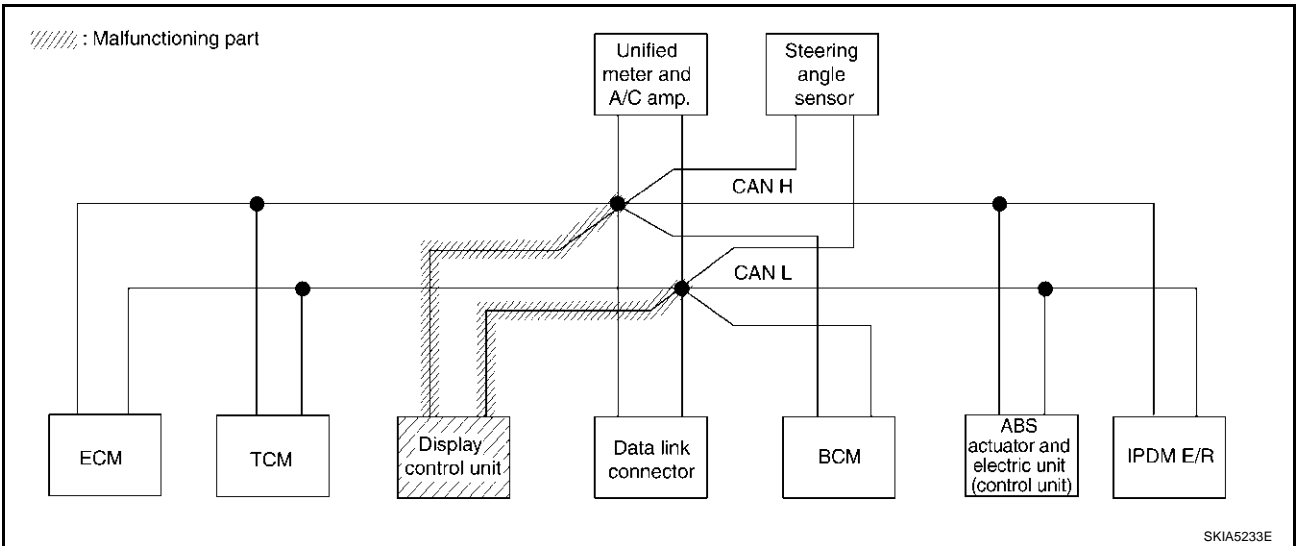 : Malfunctioning part
Unified
meter and
A/C amp.
Steering
angle
sensor
CAN H
CAN L
ECM
TCM
Display
control unit
Data link
connector
BCM
ABS
actuator and
electric unit
(control unit)
IPDM E/R
SKIA5233E